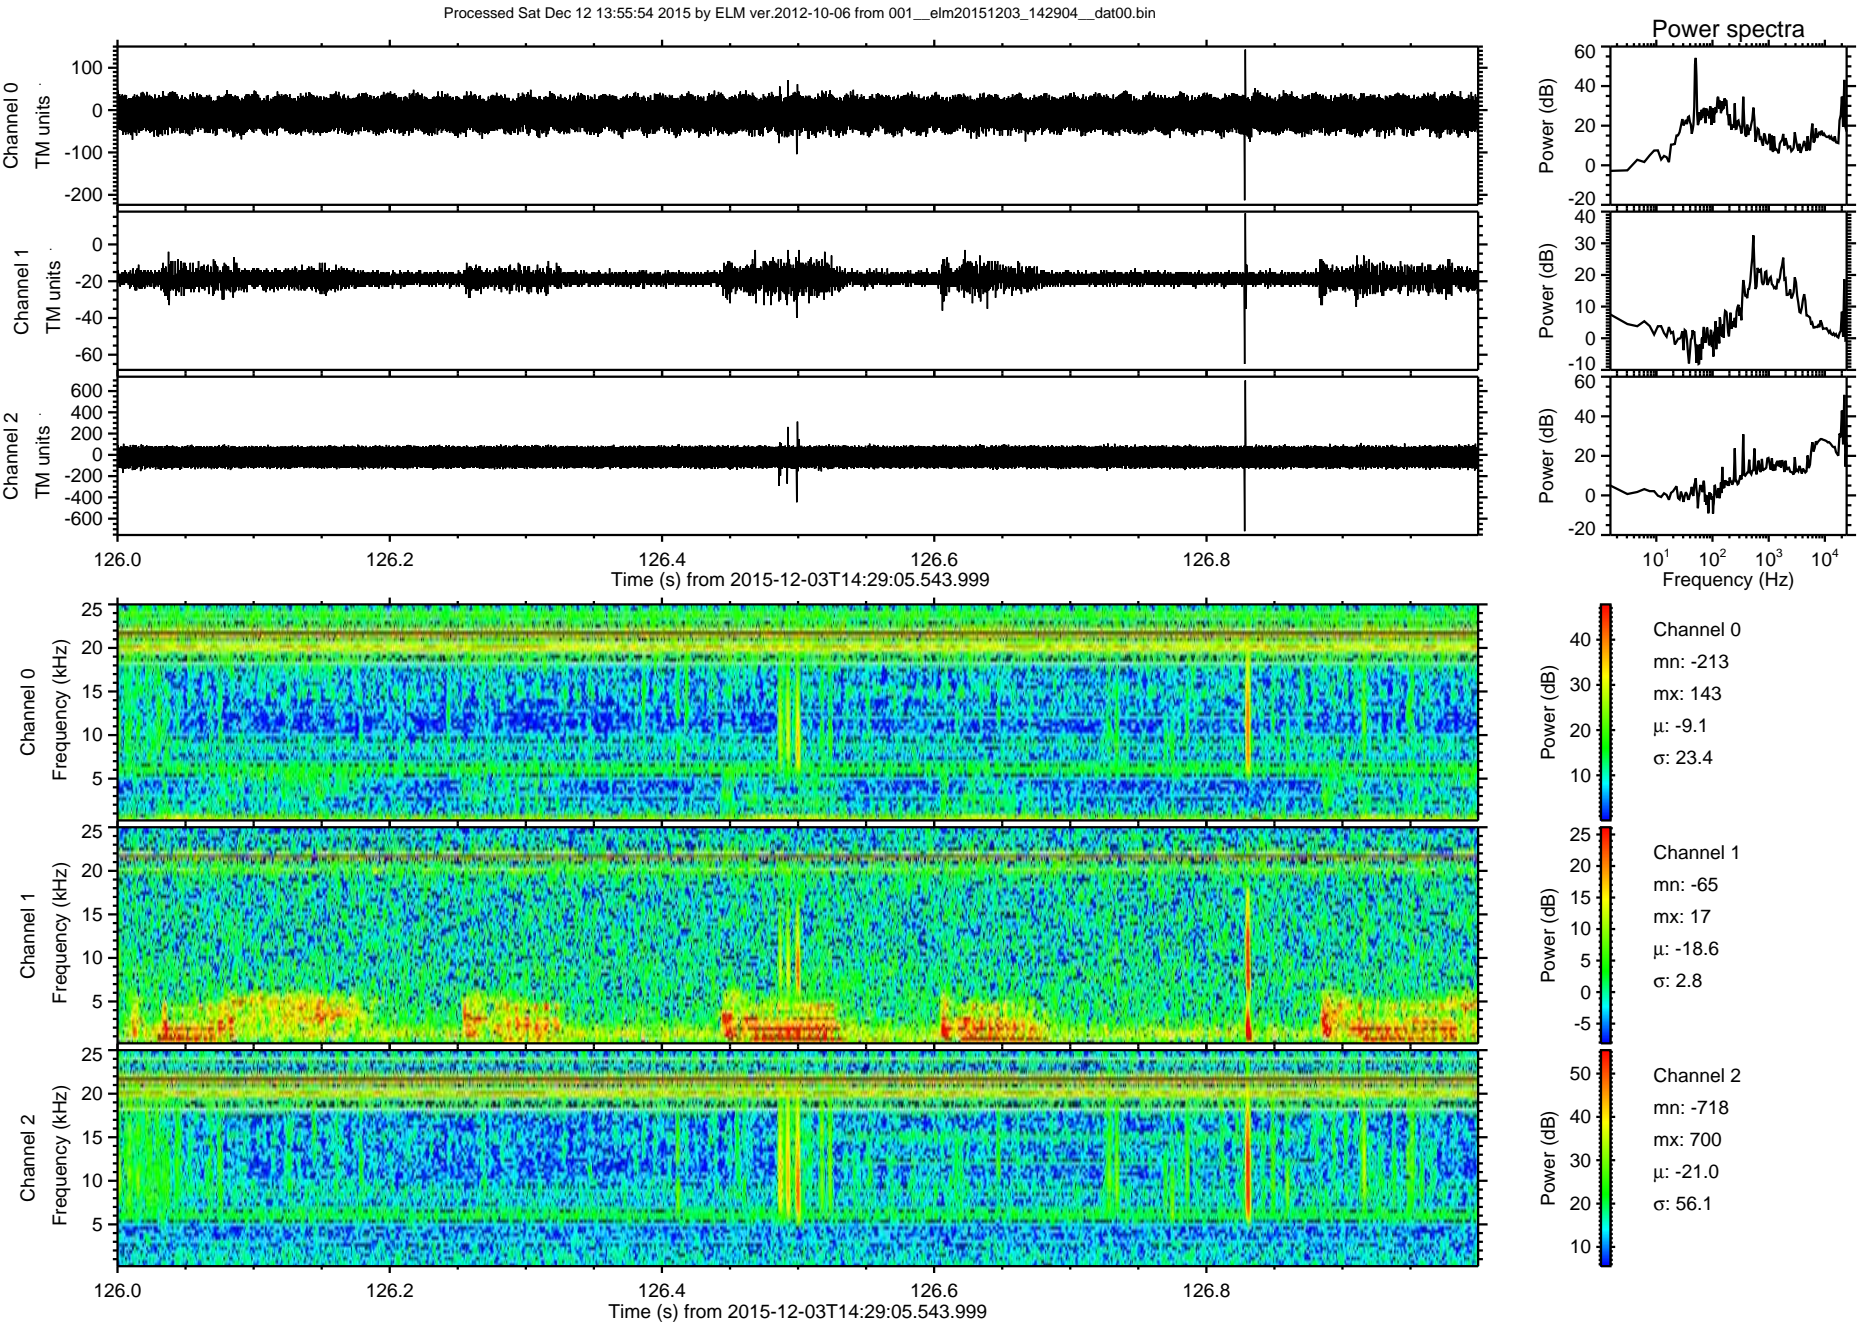 Processed Sat Dec 12 13:55:54 2015 by ELM ver.2012-10-06 from 001__elm20151203_142904__dat00.bin
Power spectra
Channel 0
TM units
100
0
-100
-200
Power (dB)
60
40
20
0
-20
Channel 1
TM units
0
-20
-40
-60
Power (dB)
40
30
20
10
0
-10
Channel 2
TM units
600
400
200
0
-200
-400
-600
Power (dB)
60
40
20
0
-20
126.0 126.2 126.4 126.6 126.8
Time (s) from 2015-12-03T14:29:05.543.999
10^1 10^2 10^3 10^4
Frequency (Hz)
Channel 0
Frequency (kHz)
25
20
15
10
5
Power (dB)
40
30
20
10
Channel 0
mn: -213
mx: 143
μ: -9.1
σ: 23.4
Channel 1
Frequency (kHz)
25
20
15
10
5
Power (dB)
25
20
15
10
5
0
-5
Channel 1
mn: -65
mx: 17
μ: -18.6
σ: 2.8
Channel 2
Frequency (kHz)
25
20
15
10
5
Power (dB)
50
40
30
20
10
Channel 2
mn: -718
mx: 700
μ: -21.0
σ: 56.1
126.0 126.2 126.4 126.6 126.8
Time (s) from 2015-12-03T14:29:05.543.999